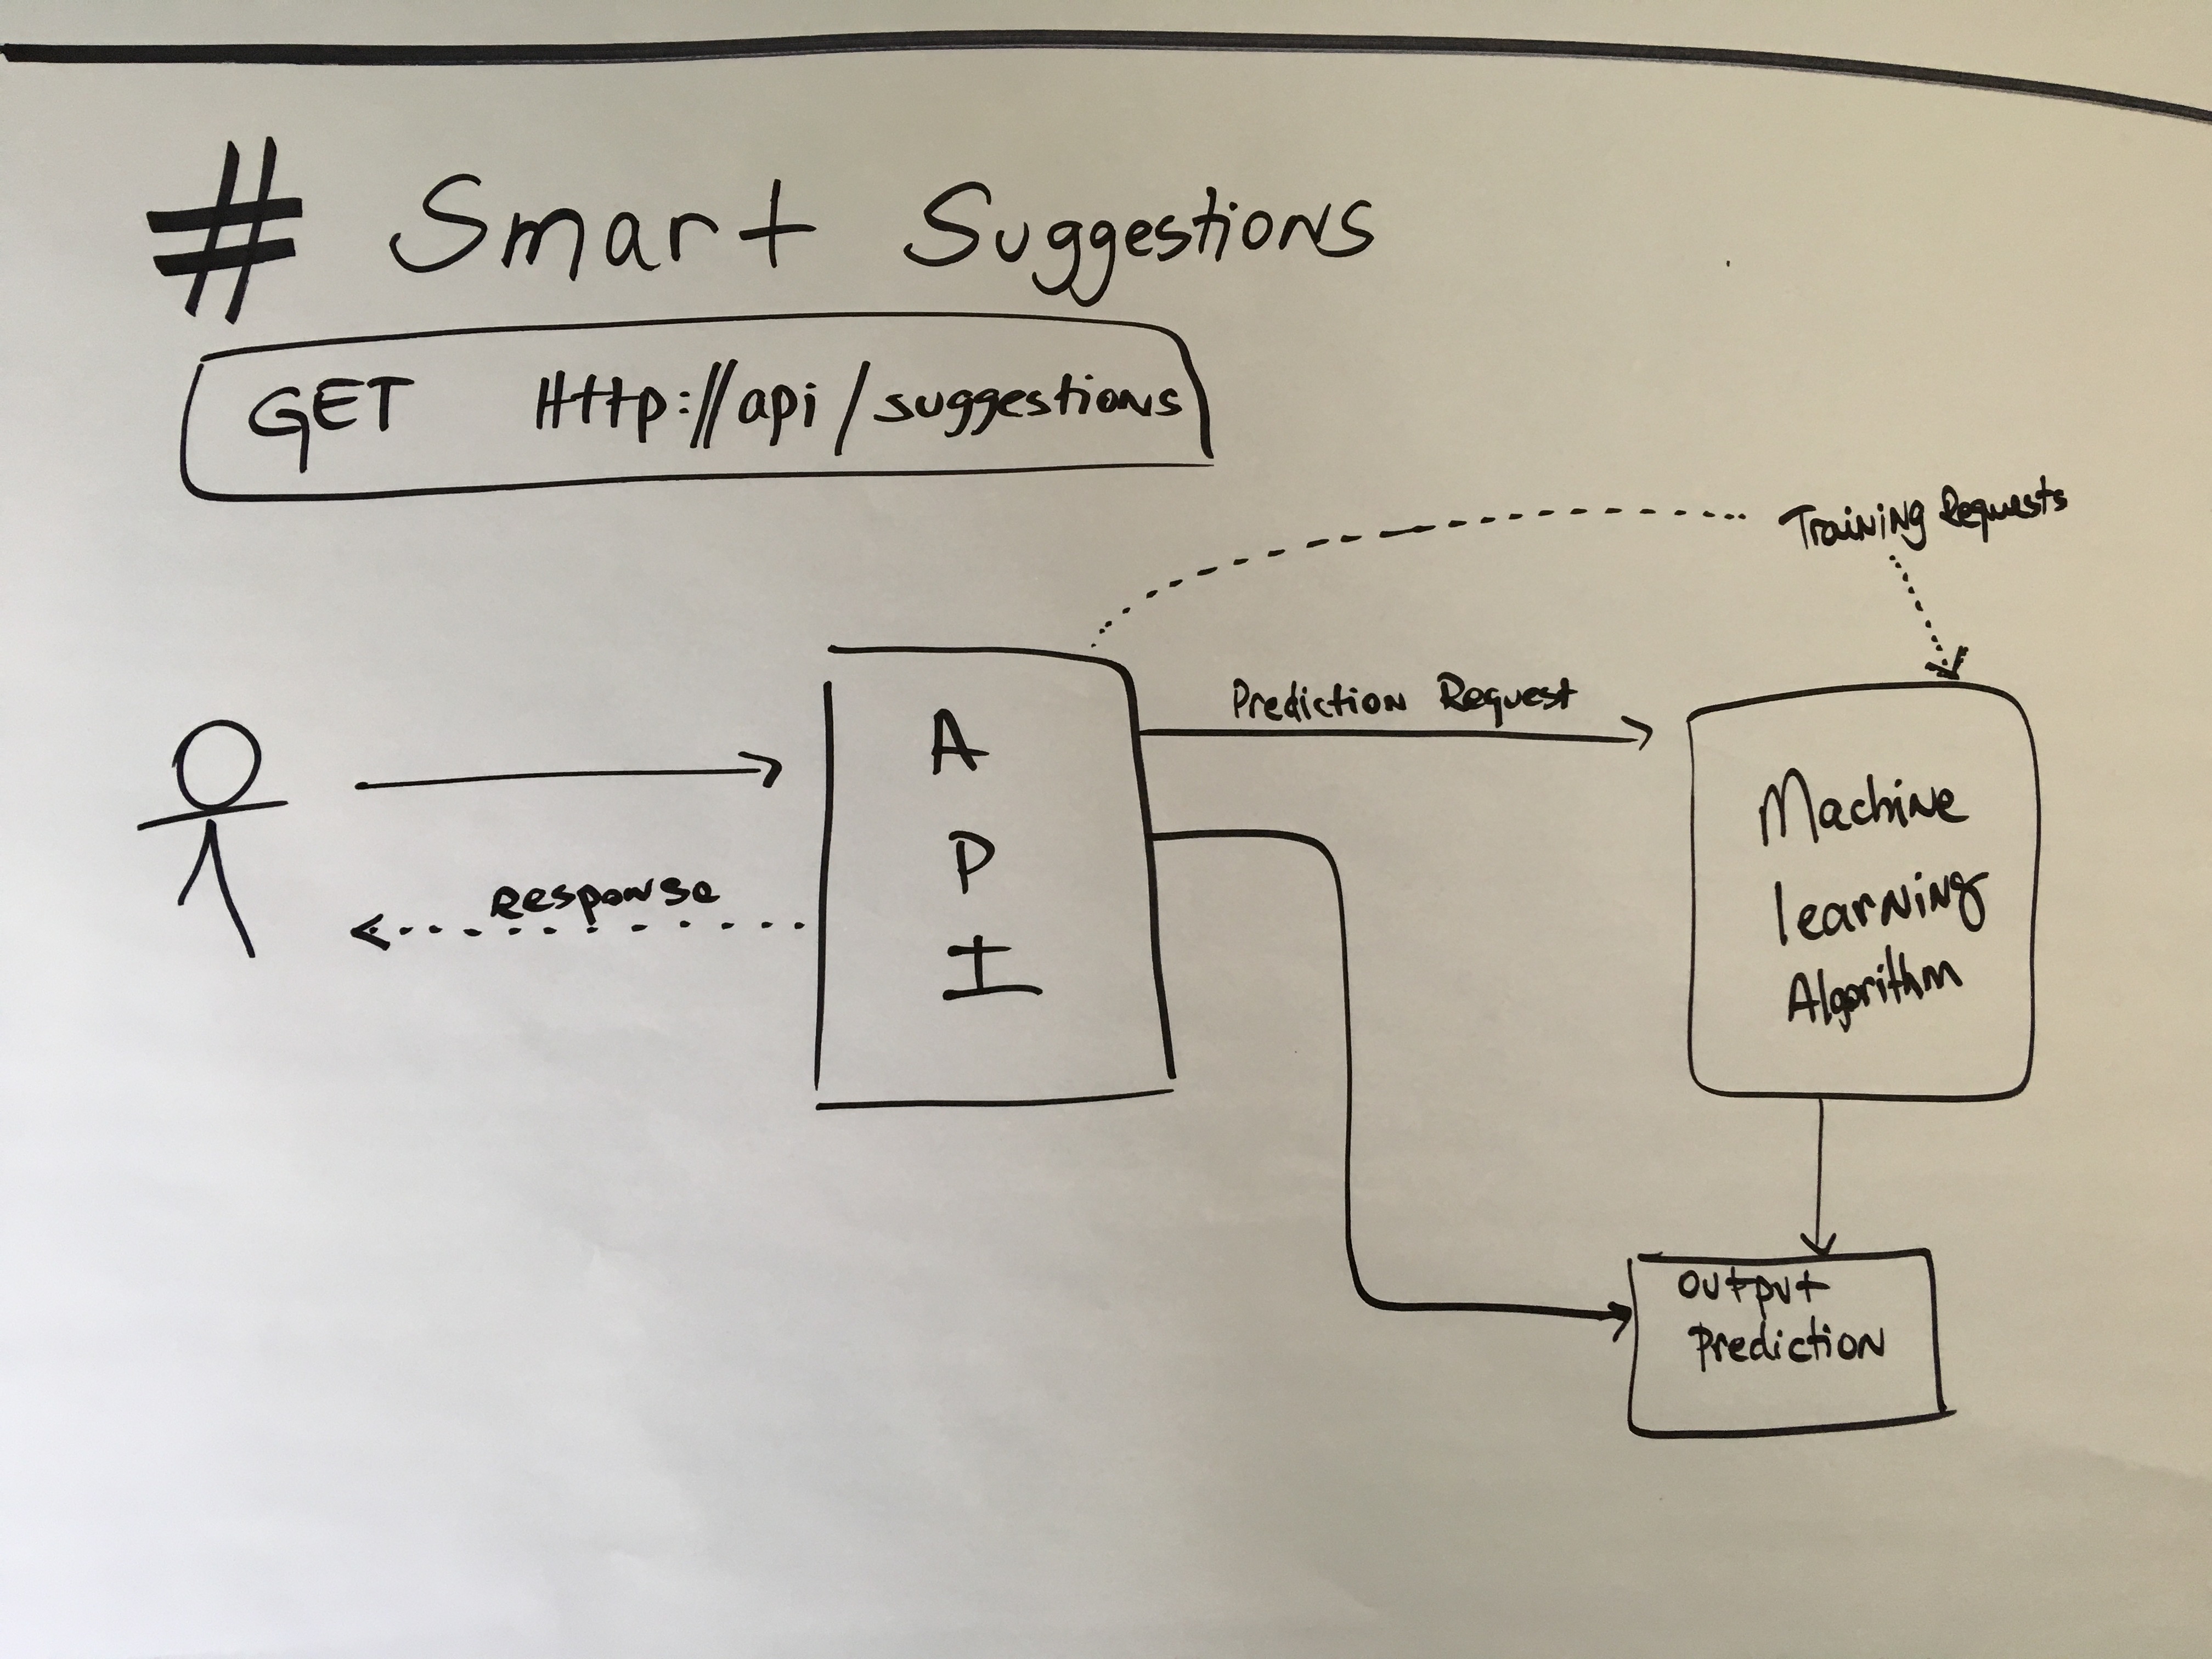 # Smart Suggestions
GET Http://api/suggestions
Training Requests
Prediction Request
A
P
I
Response
Machine
learning
Algorithm
output
Prediction